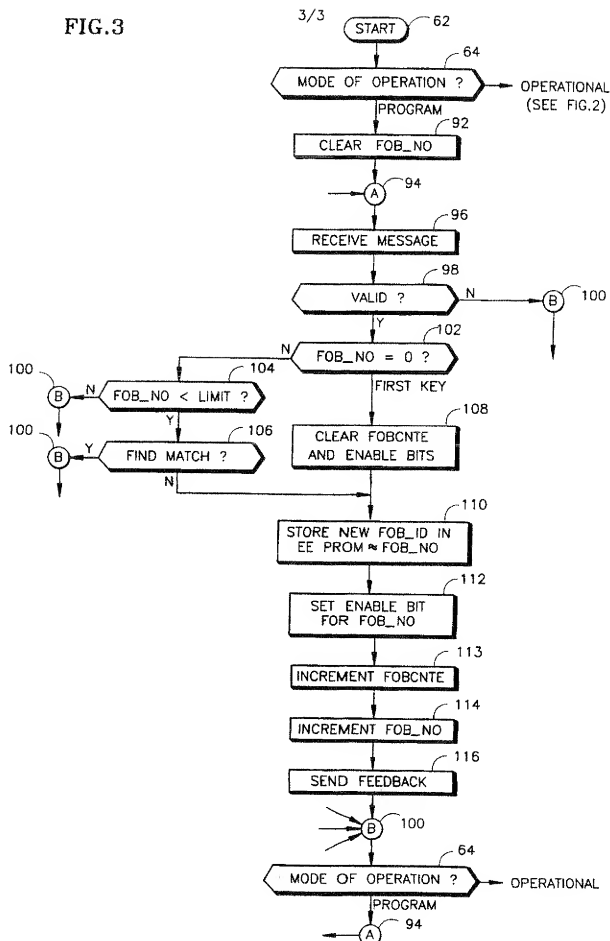 FIG.3
3/3
START
62
64
MODE OF OPERATION ?
OPERATIONAL
(SEE FIG.2)
PROGRAM
92
CLEAR FOB_NO
A
94
96
RECEIVE MESSAGE
98
VALID ?
N
100
B
Y
102
FOB_NO = 0 ?
N
FIRST KEY
104
100
B
N
FOB_NO < LIMIT ?
Y
106
100
B
Y
FIND MATCH ?
N
108
CLEAR FOBCNTE
AND ENABLE BITS
110
STORE NEW FOB_ID IN
EE PROM ≈ FOB_NO
112
SET ENABLE BIT
FOR FOB_NO
113
INCREMENT FOBCNTE
114
INCREMENT FOB_NO
116
SEND FEEDBACK
B
100
64
MODE OF OPERATION ?
OPERATIONAL
PROGRAM
A
94